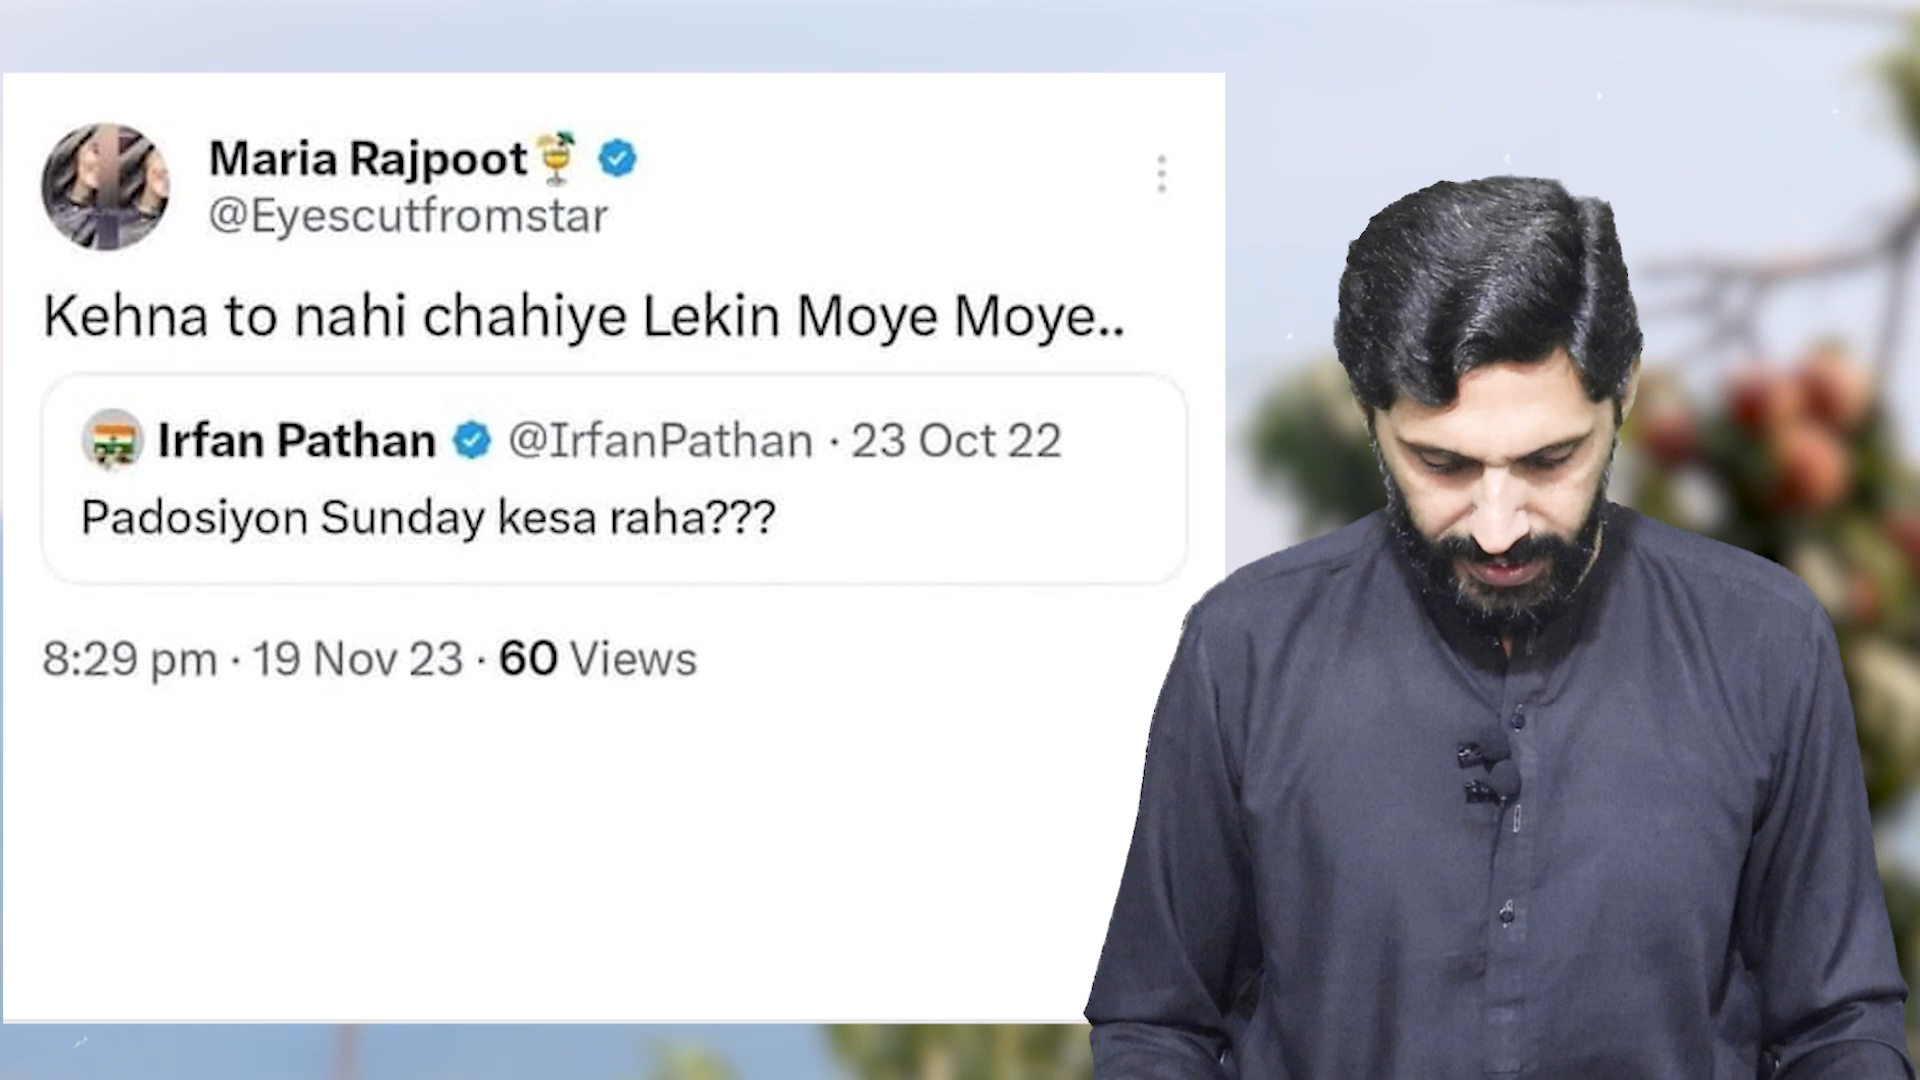 Maria Rajpoot🍹
@Eyescutfromstar
Kehna to nahi chahiye Lekin Moye Moye..
Irfan Pathan @IrfanPathan · 23 Oct 22
Padosiyon Sunday kesa raha???
8:29 pm · 19 Nov 23 · 60 Views